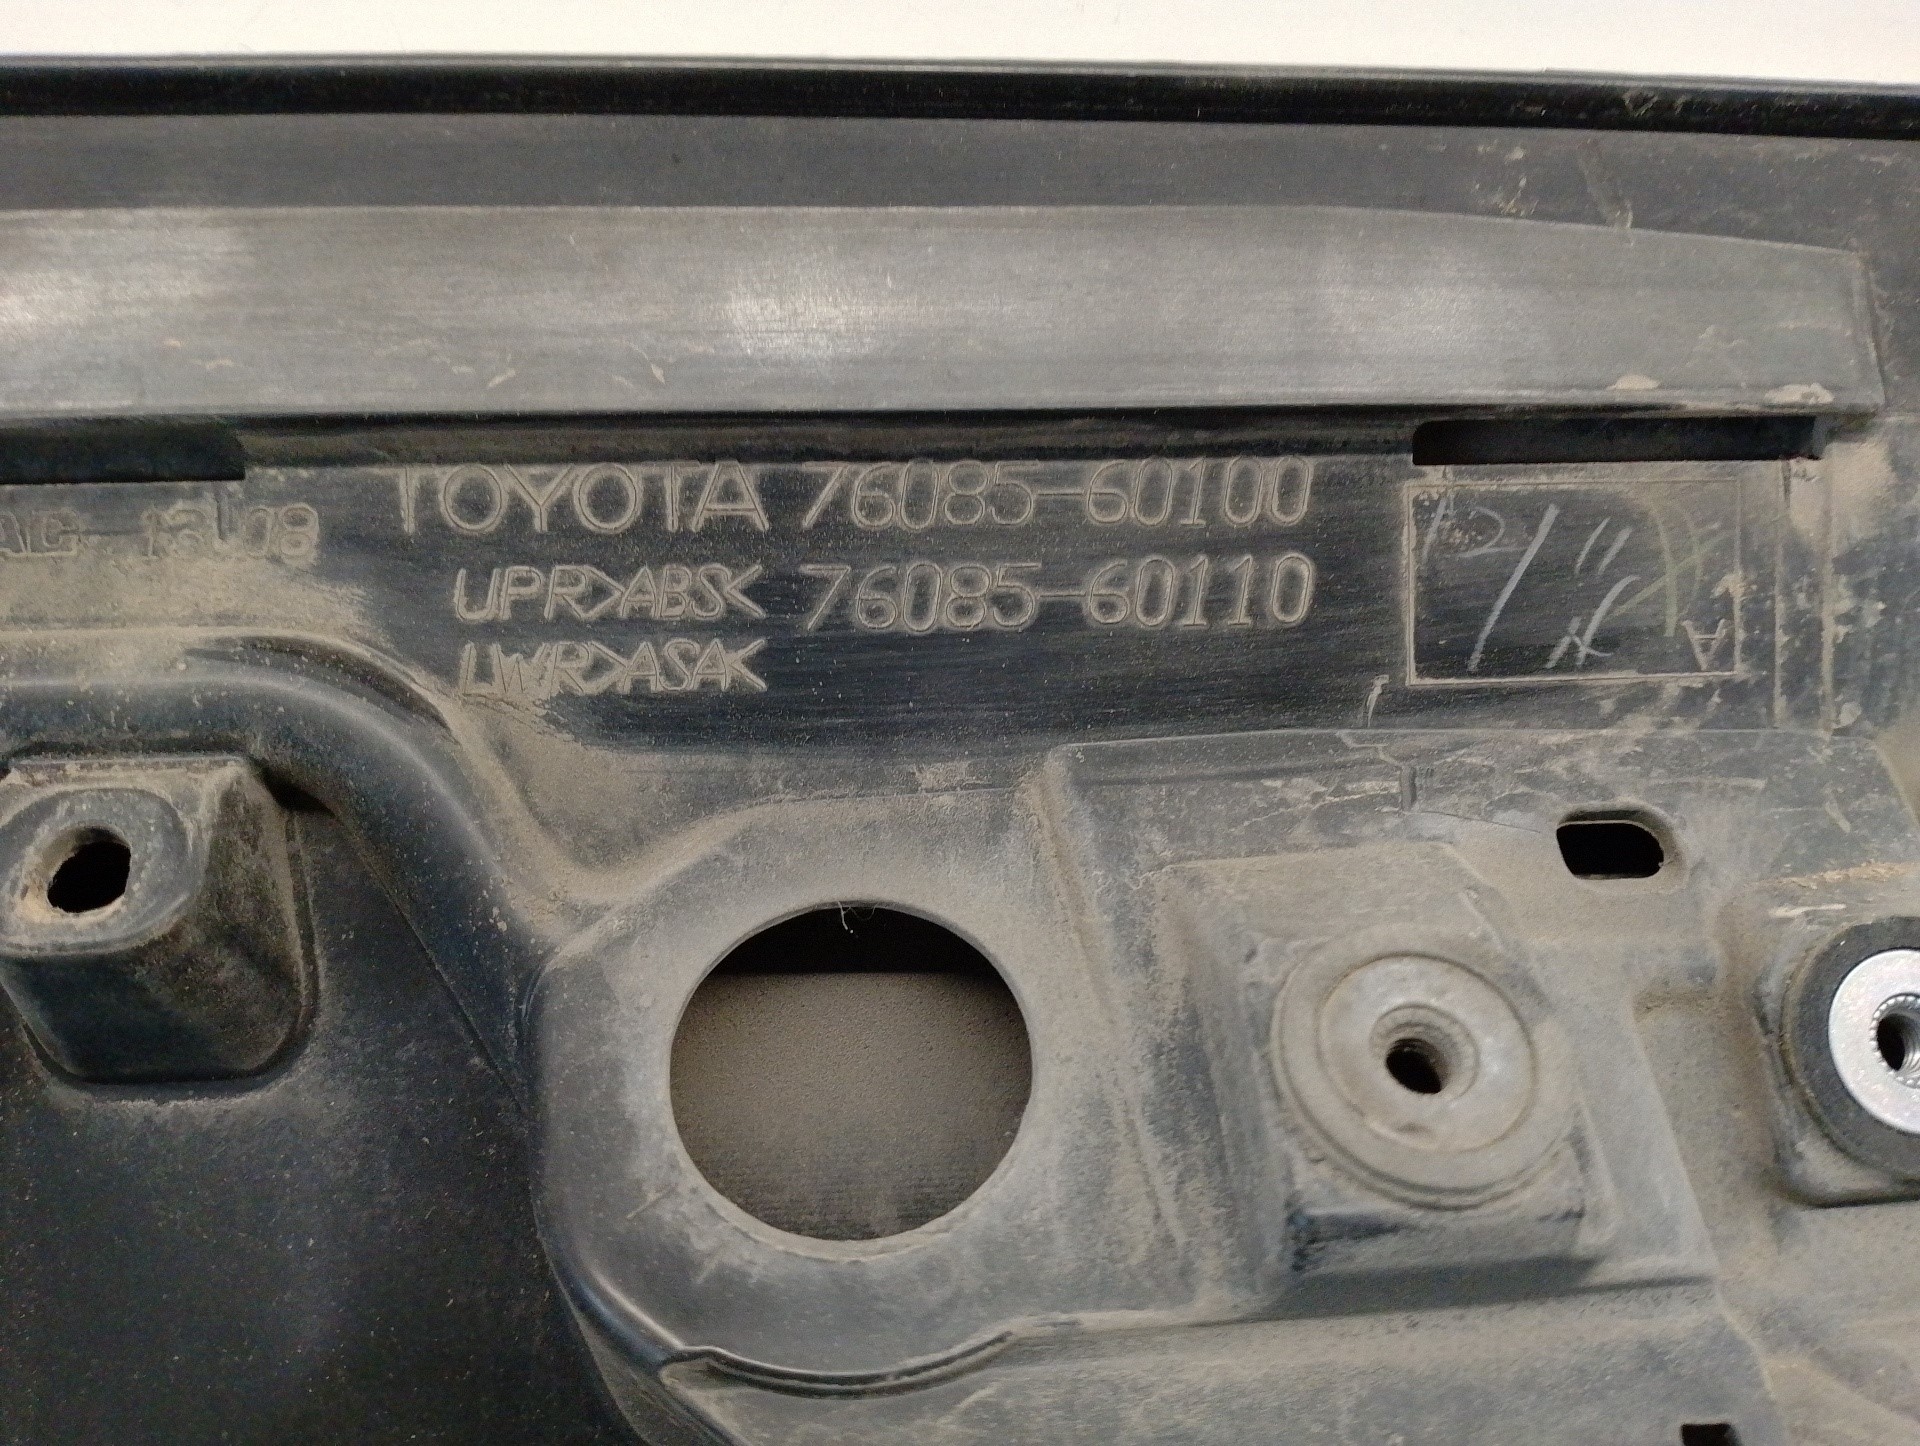 TOYOTA 76085-60100
UPR>ABS< 76085-60110
LWR>ASA<
A